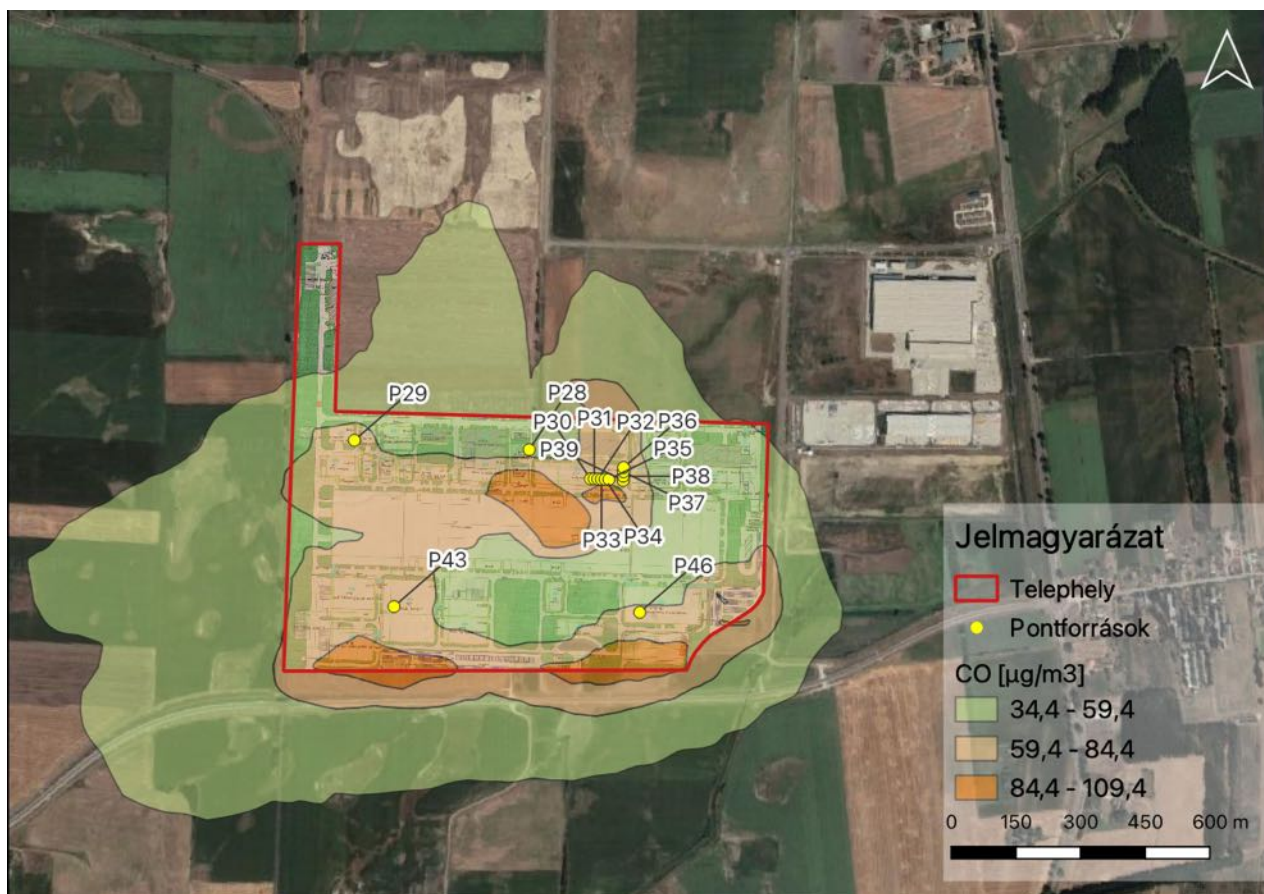 P29
P28
P30
P31
P32
P36
P39
P35
P38
P37
P33
P34
P43
P46
Jelmagyarázat
Telephely
Pontforrások
CO [µg/m3]
34,4 - 59,4
59,4 - 84,4
84,4 - 109,4
0 150 300 450 600 m